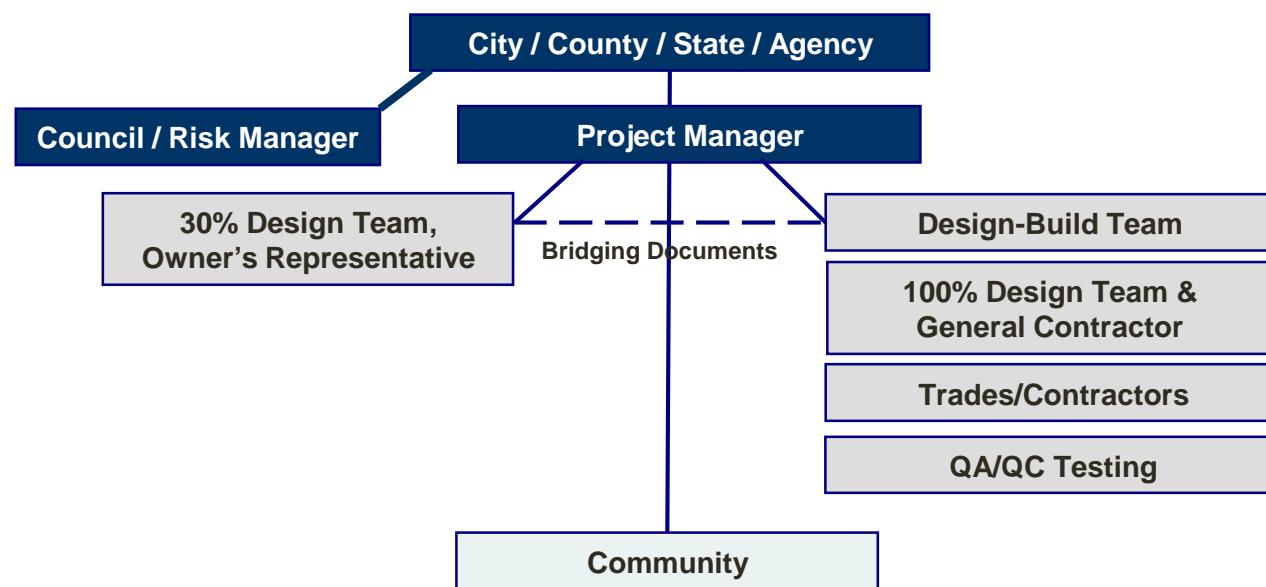 City / County / State / Agency
Council / Risk Manager
Project Manager
30% Design Team,
Owner's Representative
Bridging Documents
Design-Build Team
100% Design Team &
General Contractor
Trades/Contractors
QA/QC Testing
Community